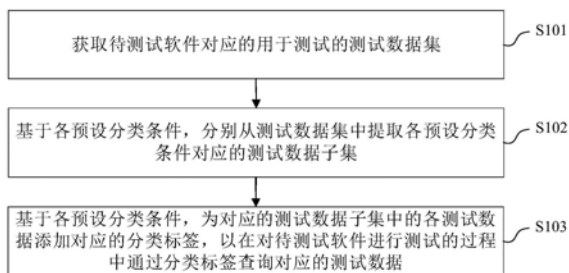 获取待测试软件对应的用于测试的测试数据集
S101
基于各预设分类条件，分别从测试数据集中提取各预设分类
条件对应的测试数据子集
S102
基于各预设分类条件，为对应的测试数据子集中的各测试数
据添加对应的分类标签，以在对待测试软件进行测试的过程
中通过分类标签查询对应的测试数据
S103